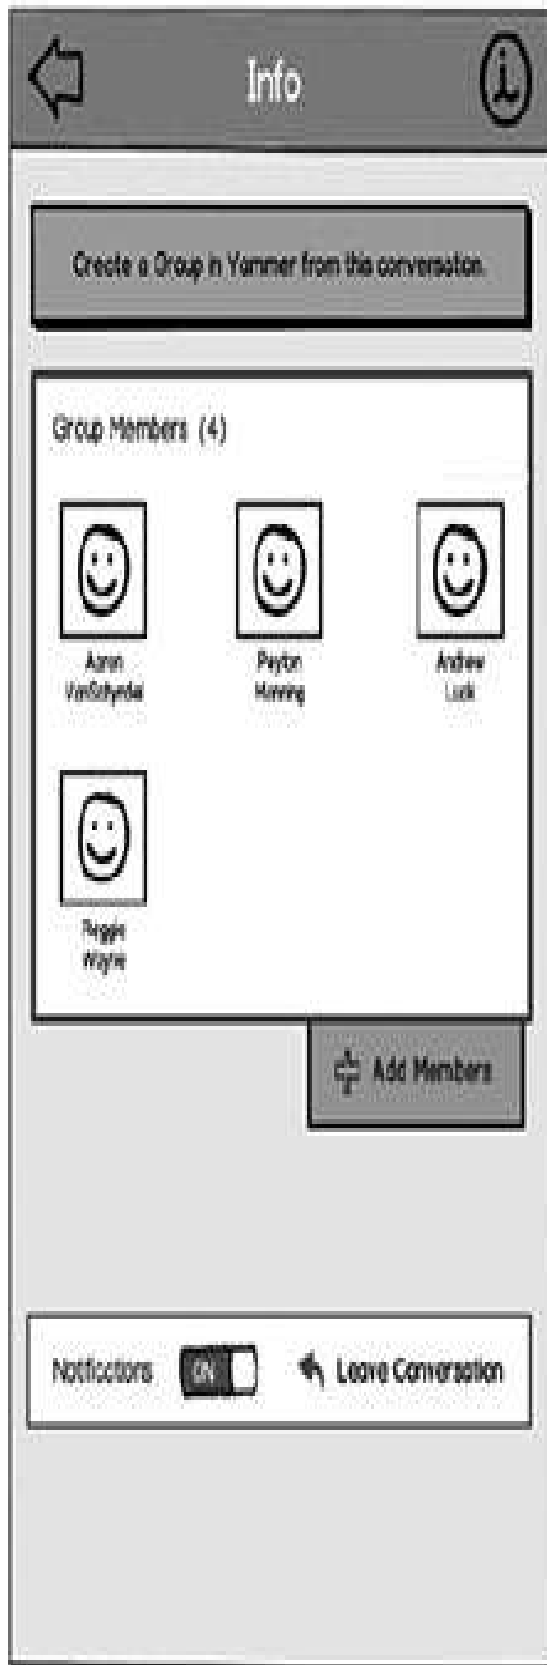 Info
Create a Group in Yammer from this conversation.
Group Members (4)
Aaron
VanSchyndel
Peyton
Manning
Andrew
Luck
Reggie
Wayne
Add Members
Notifications ON Leave Conversation